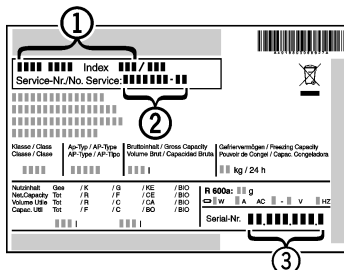 1
Index /
Service-Nr./No. Service: -
2
Klasse / Class
Classe / Clase
Ap-Typ / AP-Type
AP-Type / AP-Tipo
Bruttoinhalt / Gross Capacity
Volume Brut / Capacidad Bruta
Gefriervermögen / Freezing Capacity
Pouvoir de Congel / Capac. Congeladora
l
kg / 24 h
Nutzinhalt Ges / K / G / KE / BIO
Net.Capacity Tot / R / F / CE / BIO
Volume Utile Tot / R / C / CA / BIO
Capac. Util Tot / F / C / BO / BIO
l l
R 600a: g
W A AC - V HZ
Serial-Nr.
3